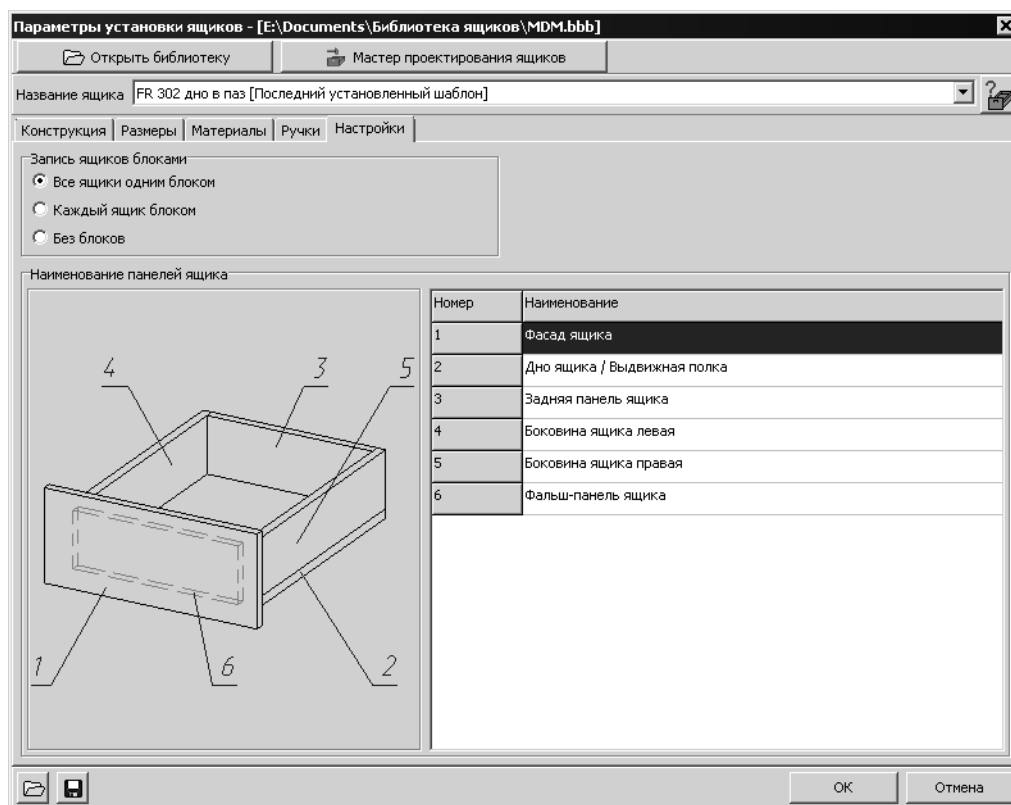 Параметры установки ящиков - [E:\Documents\Библиотека ящиков\MDM.bbb]
Открыть библиотеку Мастер проектирования ящиков
Название ящика FR 302 дно в паз [Последний установленный шаблон]
Конструкция Размеры Материалы Ручки Настройки
Запись ящиков блоками
Все ящики одним блоком
Каждый ящик блоком
Без блоков
Наименование панелей ящика
Номер Наименование
1 Фасад ящика
2 Дно ящика / Выдвижная полка
3 Задняя панель ящика
4 Боковина ящика левая
5 Боковина ящика правая
6 Фальш-панель ящика
4 3 5
1 6 2
ОК Отмена